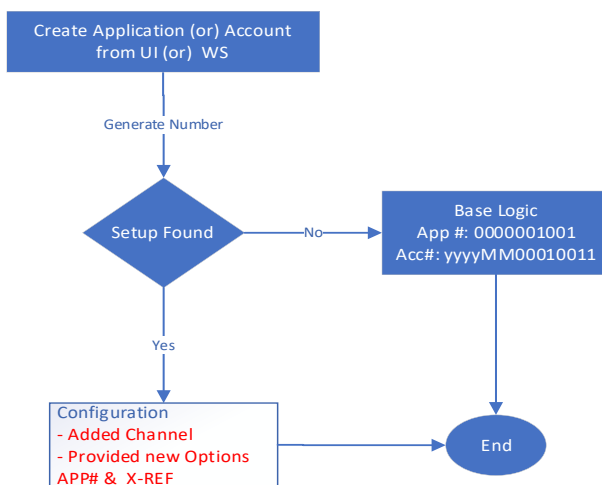 Create Application (or) Account
from UI (or) WS
Generate Number
Setup Found
No
Base Logic
App #: 0000001001
Acc#: yyyyMM00010011
Yes
Configuration
- Added Channel
- Provided new Options
APP# & X-REF
End